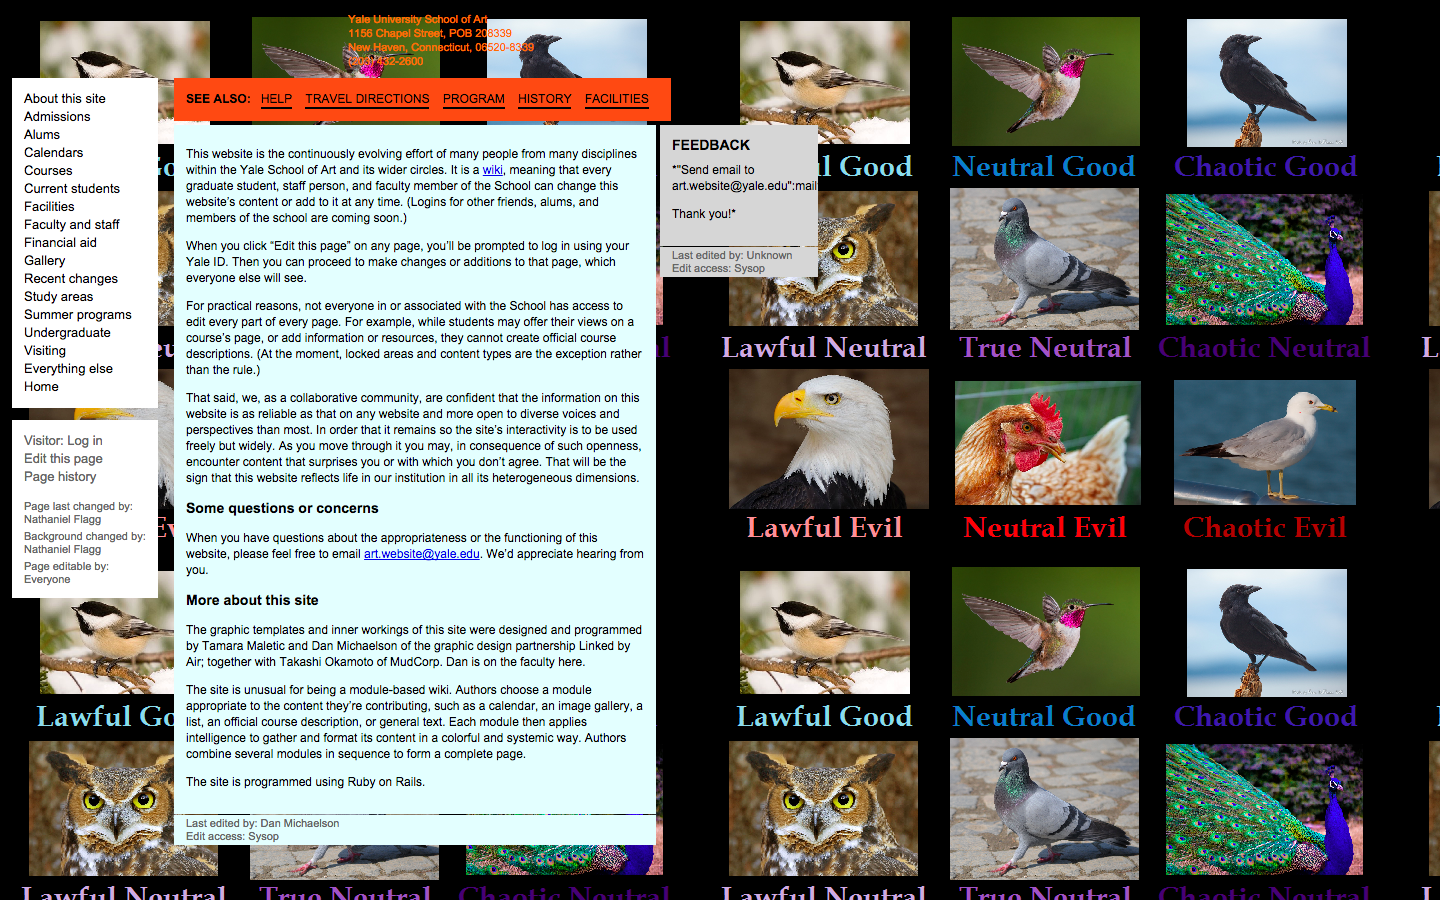 Yale University School of Art
1156 Chapel Street, POB 208339
New Haven, Connecticut, 06520-8339
(203) 432-2600
About this site
Admissions
Alums
Calendars
Courses
Current students
Facilities
Faculty and staff
Financial aid
Gallery
Recent changes
Study areas
Summer programs
Undergraduate
Visiting
Everything else
Home
Visitor: Log in
Edit this page
Page history
Page last changed by:
Nathaniel Flagg
Background changed by:
Nathaniel Flagg
Page editable by:
Everyone
SEE ALSO: HELP TRAVEL DIRECTIONS PROGRAM HISTORY FACILITIES
This website is the continuously evolving effort of many people from many disciplines
within the Yale School of Art and its wider circles. It is a wiki, meaning that every
graduate student, staff person, and faculty member of the School can change this
website's content or add to it at any time. (Logins for other friends, alums, and
members of the school are coming soon.)
When you click “Edit this page” on any page, you’ll be prompted to log in using your
Yale ID. Then you can proceed to make changes or additions to that page, which
everyone else will see.
For practical reasons, not everyone in or associated with the School has access to
edit every part of every page. For example, while students may offer their views on a
course’s page, or add information or resources, they cannot create official course
descriptions. (At the moment, locked areas and content types are the exception rather
than the rule.)
That said, we, as a collaborative community, are confident that the information on this
website is as reliable as that on any website and more open to diverse voices and
perspectives than most. In order that it remains so the site’s interactivity is to be used
freely but widely. As you move through it you may, in consequence of such openness,
encounter content that surprises you or with which you don’t agree. That will be the
sign that this website reflects life in our institution in all its heterogeneous dimensions.
Some questions or concerns
When you have questions about the appropriateness or the functioning of this
website, please feel free to email art.website@yale.edu. We’d appreciate hearing from
you.
More about this site
The graphic templates and inner workings of this site were designed and programmed
by Tamara Maletic and Dan Michaelson of the graphic design partnership Linked by
Air; together with Takashi Okamoto of MudCorp. Dan is on the faculty here.
The site is unusual for being a module-based wiki. Authors choose a module
appropriate to the content they’re contributing, such as a calendar, an image gallery, a
list, an official course description, or general text. Each module then applies
intelligence to gather and format its content in a colorful and systemic way. Authors
combine several modules in sequence to form a complete page.
The site is programmed using Ruby on Rails.
Last edited by: Dan Michaelson
Edit access: Sysop
FEEDBACK
*"Send email to
art.website@yale.edu":mail
Thank you!*
Last edited by: Unknown
Edit access: Sysop
Good Neutral Good Chaotic Good
Lawful Neutral True Neutral Chaotic Neutral
Lawful Evil Neutral Evil Chaotic Evil
Lawful Go Lawful Good Neutral Good Chaotic Good
Lawful Neutral True Neutral Chaotic Neutral Lawful Neutral True Neutral Chaotic Neutral